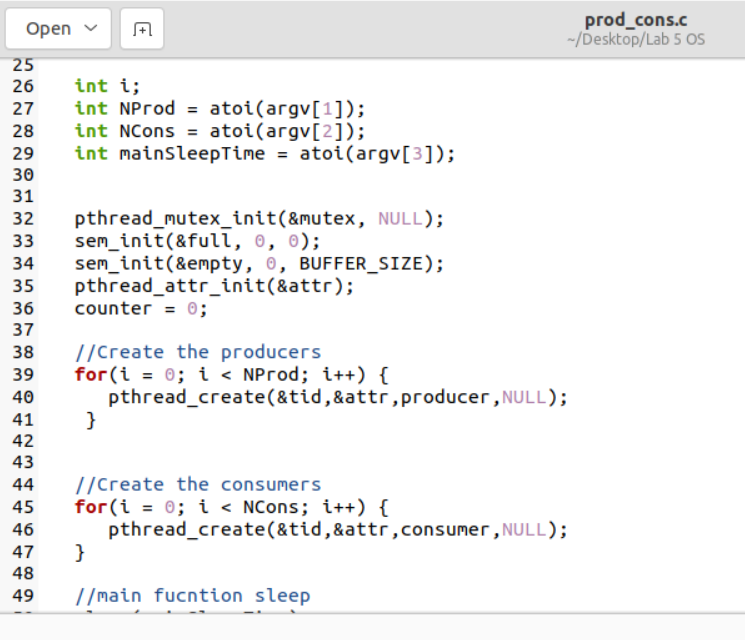 Open
prod_cons.c
~/Desktop/Lab 5 OS
25
26 int i;
27 int NProd = atoi(argv[1]);
28 int NCons = atoi(argv[2]);
29 int mainSleepTime = atoi(argv[3]);
30
31
32 pthread_mutex_init(&mutex, NULL);
33 sem_init(&full, 0, 0);
34 sem_init(&empty, 0, BUFFER_SIZE);
35 pthread_attr_init(&attr);
36 counter = 0;
37
38 //Create the producers
39 for(i = 0; i < NProd; i++) {
40 pthread_create(&tid,&attr,producer,NULL);
41 }
42
43
44 //Create the consumers
45 for(i = 0; i < NCons; i++) {
46 pthread_create(&tid,&attr,consumer,NULL);
47 }
48
49 //main fucntion sleep